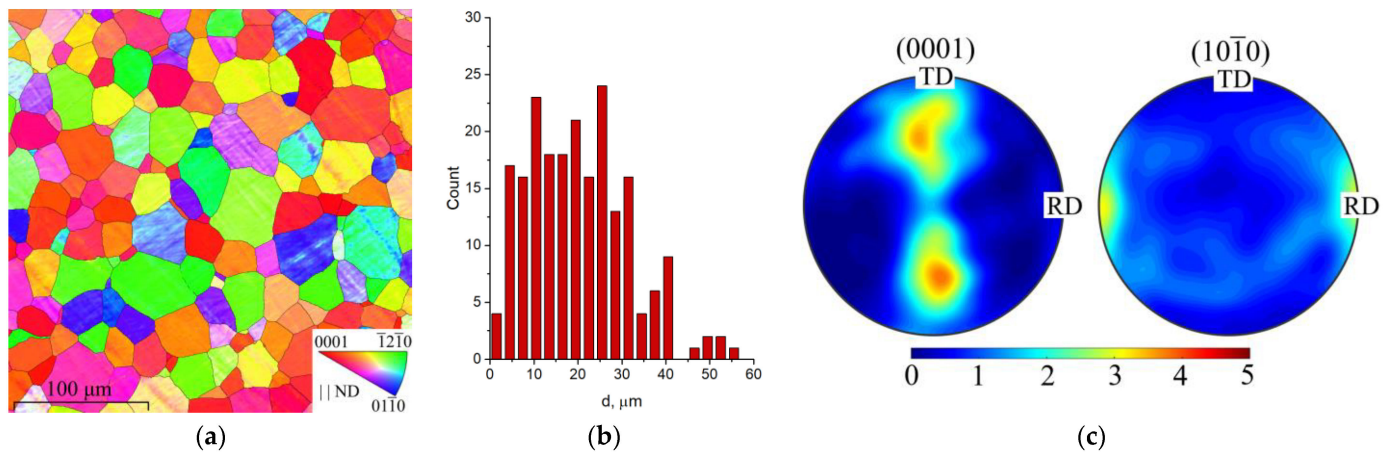 0001 1̅21̅0
|| ND
011̅0
100 μm
(a)
30
25
20
15
10
5
0
Count
0 10 20 30 40 50 60
d, μm
(b)
(0001) (101̅0)
TD TD
RD RD
0 1 2 3 4 5
(c)